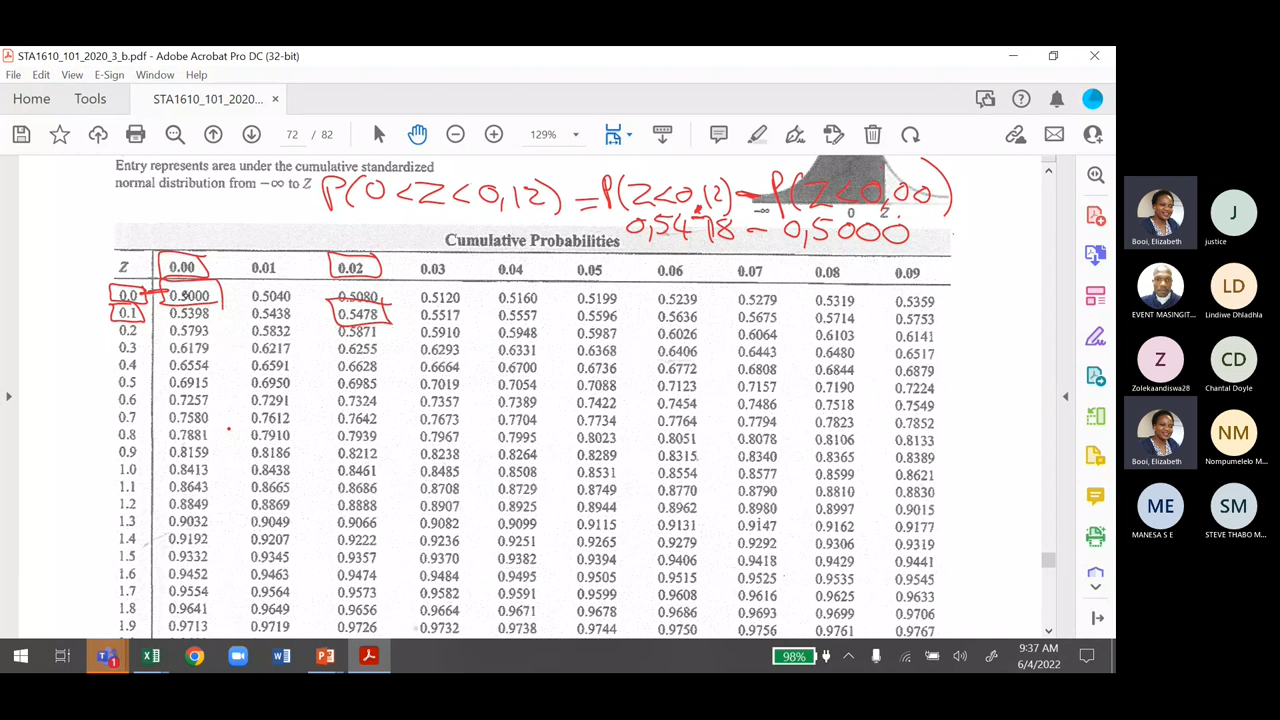 STA1610_101_2020_3_b.pdf - Adobe Acrobat Pro DC (32-bit)
File Edit View E-Sign Window Help
Home Tools STA1610_101_2020... ×
72 / 82 129%
Entry represents area under the cumulative standardized
normal distribution from −∞ to Z
P(0<Z<0,12) = P(Z<0,12) − P(Z<0,00)
0,5478 − 0,5000
−∞ 0 Z
Cumulative Probabilities
Z 0.00 0.01 0.02 0.03 0.04 0.05 0.06 0.07 0.08 0.09
0.0 0.5000 0.5040 0.5080 0.5120 0.5160 0.5199 0.5239 0.5279 0.5319 0.5359
0.1 0.5398 0.5438 0.5478 0.5517 0.5557 0.5596 0.5636 0.5675 0.5714 0.5753
0.2 0.5793 0.5832 0.5871 0.5910 0.5948 0.5987 0.6026 0.6064 0.6103 0.6141
0.3 0.6179 0.6217 0.6255 0.6293 0.6331 0.6368 0.6406 0.6443 0.6480 0.6517
0.4 0.6554 0.6591 0.6628 0.6664 0.6700 0.6736 0.6772 0.6808 0.6844 0.6879
0.5 0.6915 0.6950 0.6985 0.7019 0.7054 0.7088 0.7123 0.7157 0.7190 0.7224
0.6 0.7257 0.7291 0.7324 0.7357 0.7389 0.7422 0.7454 0.7486 0.7518 0.7549
0.7 0.7580 0.7612 0.7642 0.7673 0.7704 0.7734 0.7764 0.7794 0.7823 0.7852
0.8 0.7881 0.7910 0.7939 0.7967 0.7995 0.8023 0.8051 0.8078 0.8106 0.8133
0.9 0.8159 0.8186 0.8212 0.8238 0.8264 0.8289 0.8315 0.8340 0.8365 0.8389
1.0 0.8413 0.8438 0.8461 0.8485 0.8508 0.8531 0.8554 0.8577 0.8599 0.8621
1.1 0.8643 0.8665 0.8686 0.8708 0.8729 0.8749 0.8770 0.8790 0.8810 0.8830
1.2 0.8849 0.8869 0.8888 0.8907 0.8925 0.8944 0.8962 0.8980 0.8997 0.9015
1.3 0.9032 0.9049 0.9066 0.9082 0.9099 0.9115 0.9131 0.9147 0.9162 0.9177
1.4 0.9192 0.9207 0.9222 0.9236 0.9251 0.9265 0.9279 0.9292 0.9306 0.9319
1.5 0.9332 0.9345 0.9357 0.9370 0.9382 0.9394 0.9406 0.9418 0.9429 0.9441
1.6 0.9452 0.9463 0.9474 0.9484 0.9495 0.9505 0.9515 0.9525 0.9535 0.9545
1.7 0.9554 0.9564 0.9573 0.9582 0.9591 0.9599 0.9608 0.9616 0.9625 0.9633
1.8 0.9641 0.9649 0.9656 0.9664 0.9671 0.9678 0.9686 0.9693 0.9699 0.9706
1.9 0.9713 0.9719 0.9726 0.9732 0.9738 0.9744 0.9750 0.9756 0.9761 0.9767
98%
9:37 AM
6/4/2022
J
Booi, Elizabeth justice
LD
EVENT MASINGIT... Lindiwe Dhladhla
Z CD
Zolekaandiswa28 Chantal Doyle
NM
Booi, Elizabeth Nompumelelo M...
ME SM
MANESA S E STEVE THABO M...